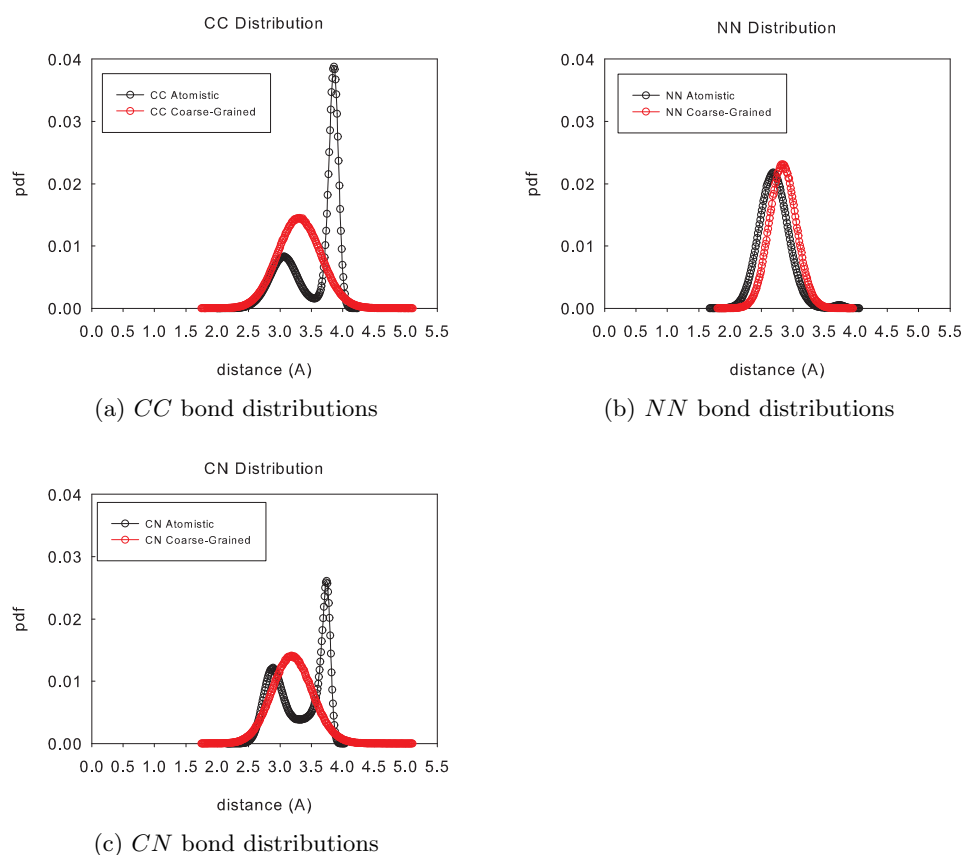 CC Distribution
0.04
0.03
0.02
0.01
0.00
pdf
CC Atomistic
CC Coarse-Grained
0.0 0.5 1.0 1.5 2.0 2.5 3.0 3.5 4.0 4.5 5.0 5.5
distance (A)
(a) CC bond distributions
NN Distribution
0.04
0.03
0.02
0.01
0.00
pdf
NN Atomistic
NN Coarse-Grained
0.0 0.5 1.0 1.5 2.0 2.5 3.0 3.5 4.0 4.5 5.0 5.5
distance (A)
(b) NN bond distributions
CN Distribution
0.04
0.03
0.02
0.01
0.00
pdf
CN Atomistic
CN Coarse-Grained
0.0 0.5 1.0 1.5 2.0 2.5 3.0 3.5 4.0 4.5 5.0 5.5
distance (A)
(c) CN bond distributions